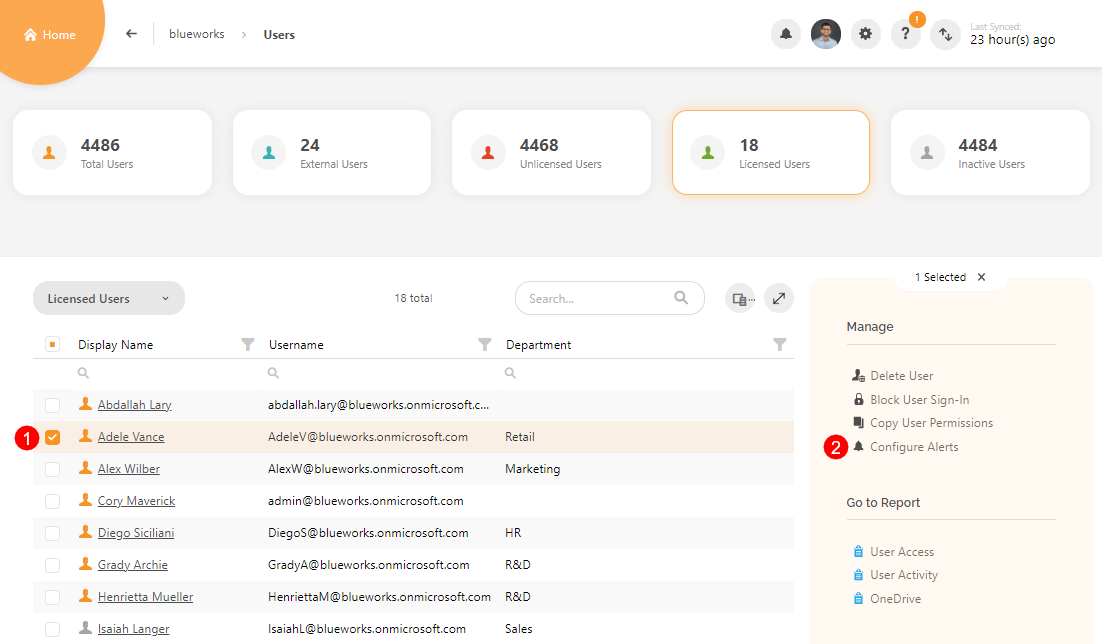 Home
blueworks > Users
!
?
Last Synced:
23 hour(s) ago
4486
Total Users
24
External Users
4468
Unlicensed Users
18
Licensed Users
4484
Inactive Users
Licensed Users
18 total
Search...
1 Selected
Display Name Username Department
Abdallah Lary abdallah.lary@blueworks.onmicrosoft.c...
1 Adele Vance AdeleV@blueworks.onmicrosoft.com Retail
Alex Wilber AlexW@blueworks.onmicrosoft.com Marketing
Cory Maverick admin@blueworks.onmicrosoft.com
Diego Siciliani DiegoS@blueworks.onmicrosoft.com HR
Grady Archie GradyA@blueworks.onmicrosoft.com R&D
Henrietta Mueller HenriettaM@blueworks.onmicrosoft.com R&D
Isaiah Langer IsaiahL@blueworks.onmicrosoft.com Sales
Manage
Delete User
Block User Sign-In
Copy User Permissions
2 Configure Alerts
Go to Report
User Access
User Activity
OneDrive